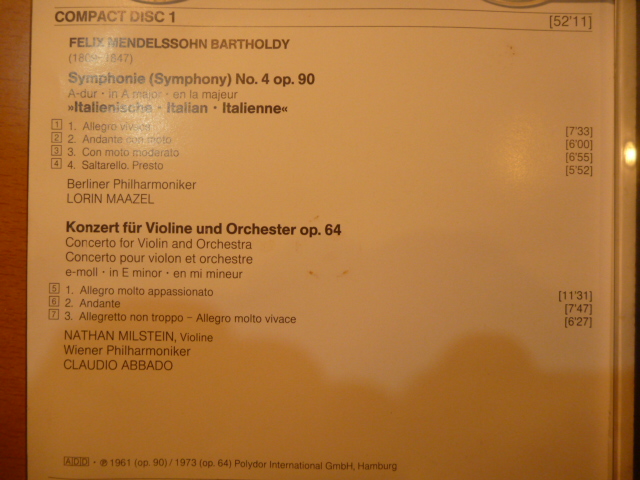 COMPACT DISC 1 [52'11]
FELIX MENDELSSOHN BARTHOLDY
(1809-1847)
Symphonie (Symphony) No. 4 op. 90
A-dur · in A major · en la majeur
»Italienische · Italian · Italienne«
1 1. Allegro vivace [7'33]
2 2. Andante con moto [6'00]
3 3. Con moto moderato [6'55]
4 4. Saltarello. Presto [5'52]
Berliner Philharmoniker
LORIN MAAZEL
Konzert für Violine und Orchester op. 64
Concerto for Violin and Orchestra
Concerto pour violon et orchestre
e-moll · in E minor · en mi mineur
5 1. Allegro molto appassionato [11'31]
6 2. Andante [7'47]
7 3. Allegretto non troppo – Allegro molto vivace [6'27]
NATHAN MILSTEIN, Violine
Wiener Philharmoniker
CLAUDIO ABBADO
ADD · ℗ 1961 (op. 90) / 1973 (op. 64) Polydor International GmbH, Hamburg